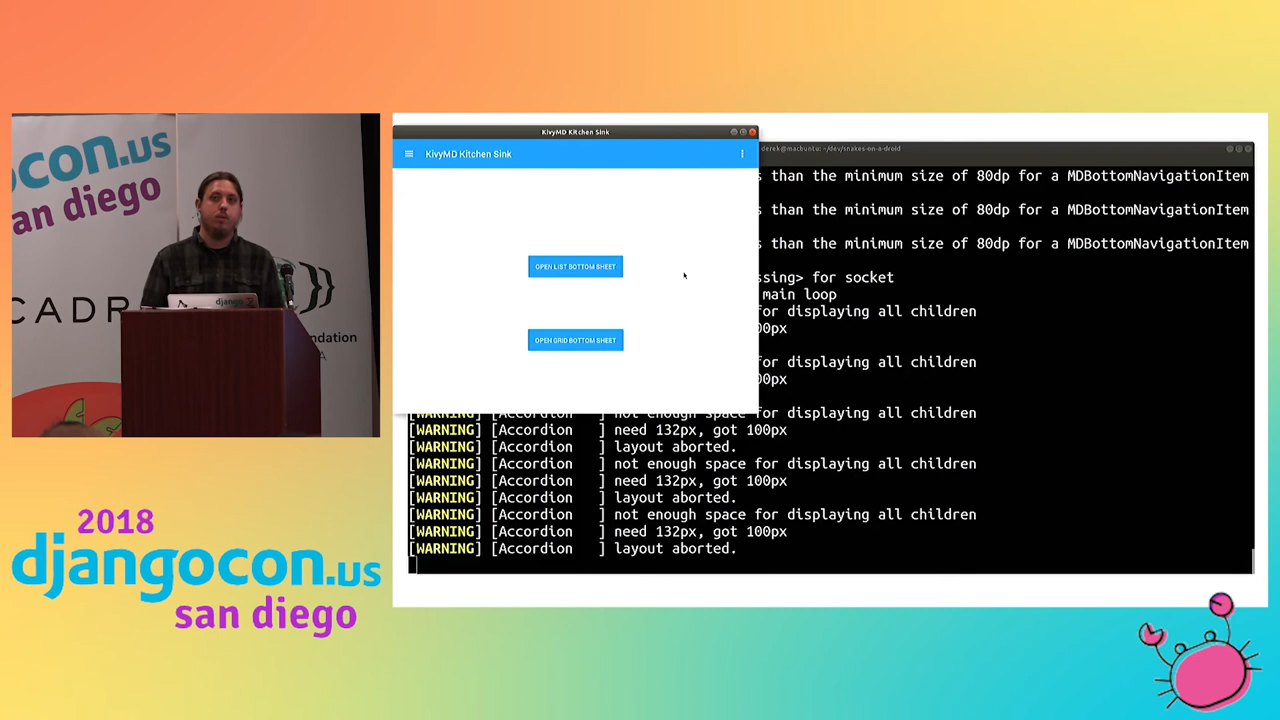 con.us
an diego
CADR
ndation
A
django
2018
djangocon.us
san diego
KivyMD Kitchen Sink
KivyMD Kitchen Sink
OPEN LIST BOTTOM SHEET
OPEN GRID BOTTOM SHEET
derek@macbuntu: ~/dev/snakes-on-a-droid
s than the minimum size of 80dp for a MDBottomNavigationItem
s than the minimum size of 80dp for a MDBottomNavigationItem
s than the minimum size of 80dp for a MDBottomNavigationItem
ssing> for socket
main loop
for displaying all children
00px
for displaying all children
00px
[WARNING] [Accordion ] not enough space for displaying all children
[WARNING] [Accordion ] need 132px, got 100px
[WARNING] [Accordion ] layout aborted.
[WARNING] [Accordion ] not enough space for displaying all children
[WARNING] [Accordion ] need 132px, got 100px
[WARNING] [Accordion ] layout aborted.
[WARNING] [Accordion ] not enough space for displaying all children
[WARNING] [Accordion ] need 132px, got 100px
[WARNING] [Accordion ] layout aborted.